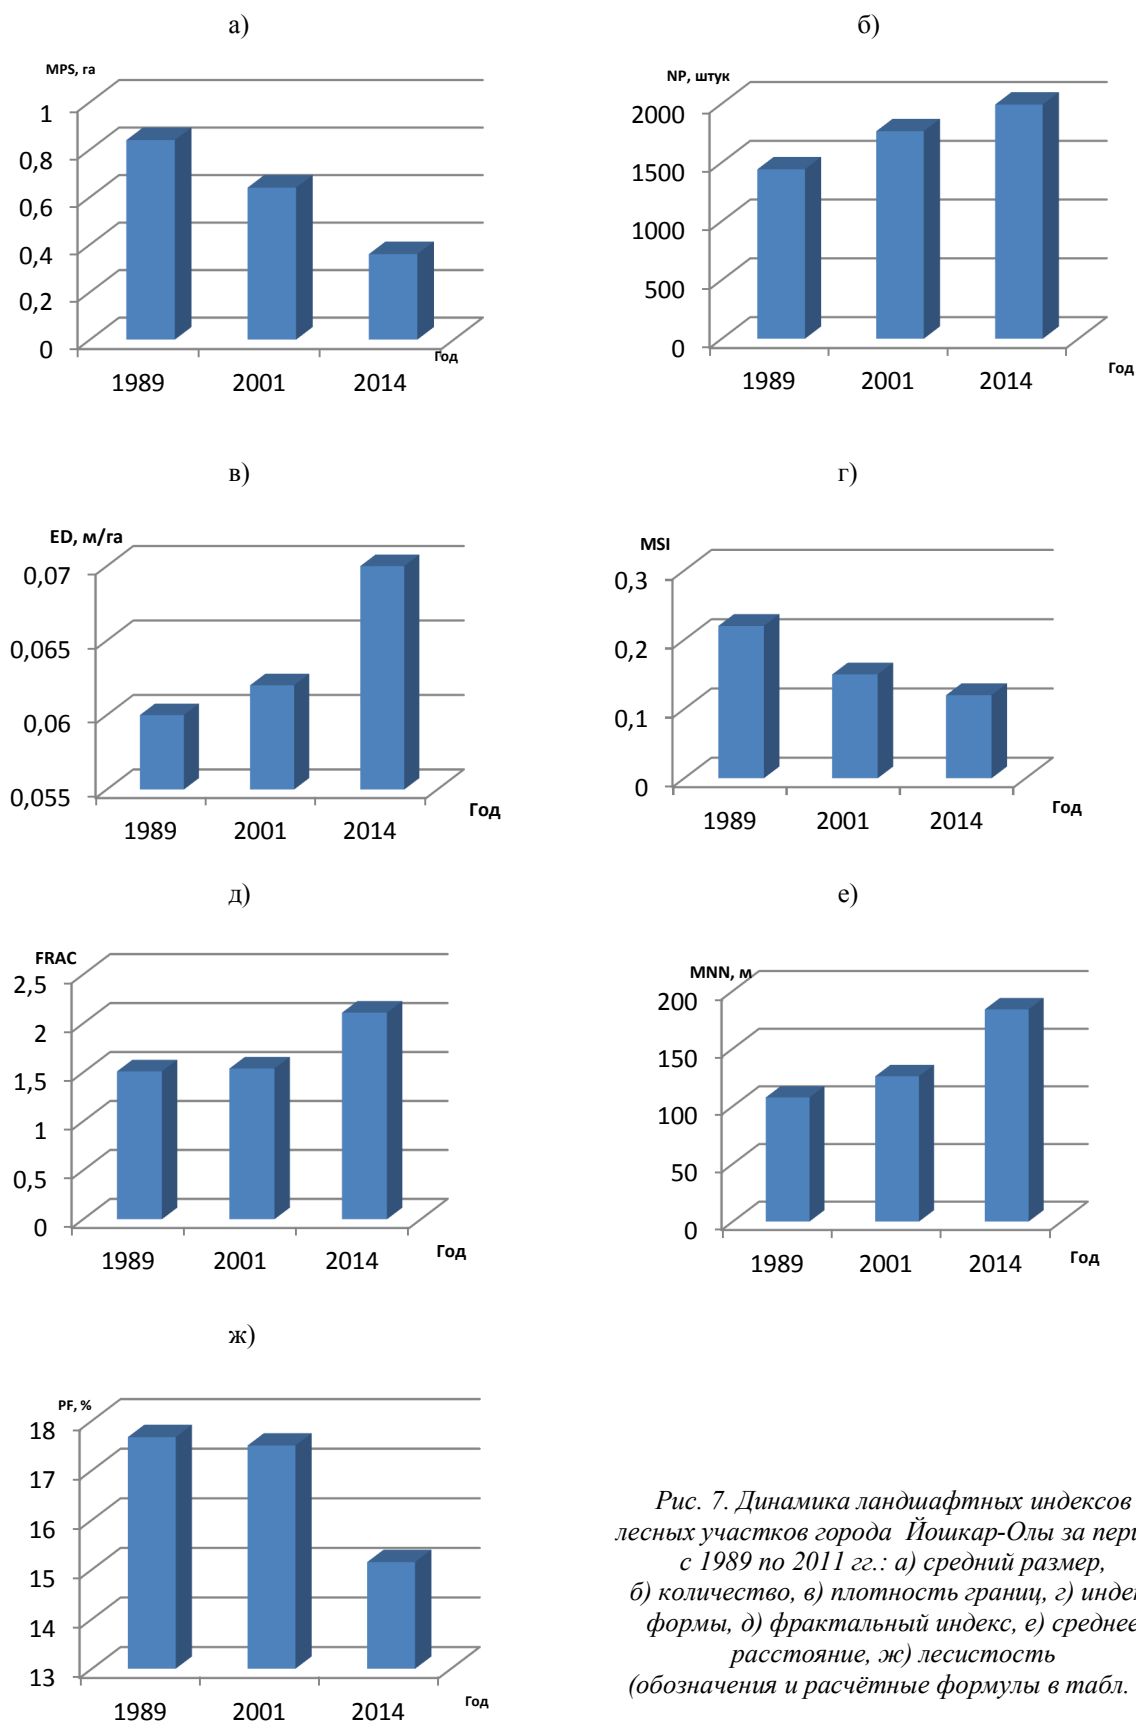 а)
MPS, га
1
0,8
0,6
0,4
0,2
0
1989 2001 2014
Год
б)
NP, штук
2000
1500
1000
500
0
1989 2001 2014
Год
в)
ED, м/га
0,07
0,065
0,06
0,055
1989 2001 2014
Год
г)
MSI
0,3
0,2
0,1
0
1989 2001 2014
Год
д)
FRAC
2,5
2
1,5
1
0,5
0
1989 2001 2014
Год
е)
MNN, м
200
150
100
50
0
1989 2001 2014
Год
ж)
PF, %
18
17
16
15
14
13
1989 2001 2014
Год
Рис. 7. Динамика ландшафтных индексов
лесных участков города Йошкар-Олы за
с 1989 по 2011 гг.: а) средний размер,
б) количество, в) плотность границ, г)
формы, д) фрактальный индекс, е) среднее
расстояние, ж) лесистость
(обозначения и расчётные формулы в табл.